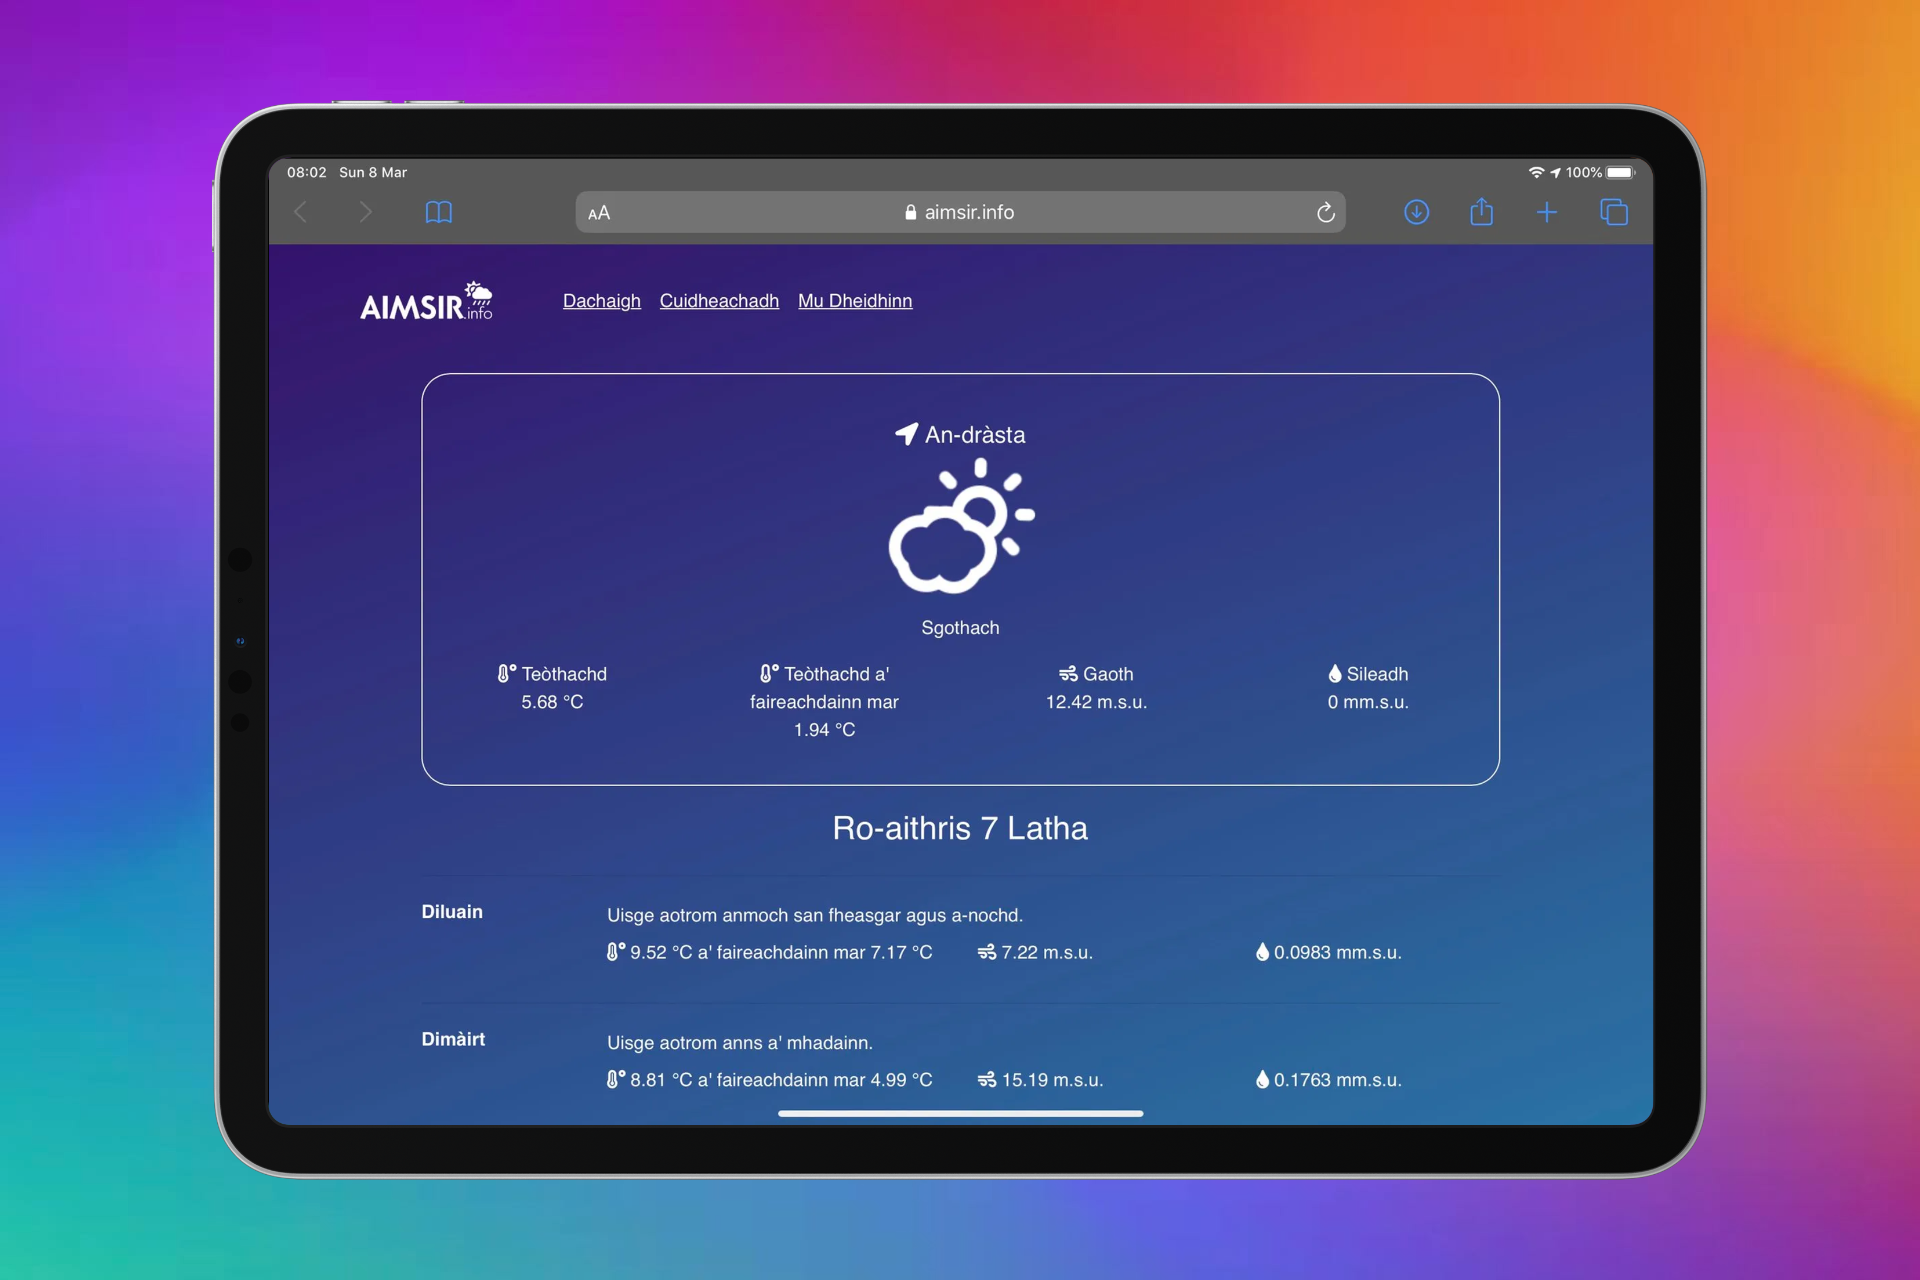 08:02 Sun 8 Mar
100%
AA
aimsir.info
AIMSIR.info
Dachaigh Cuidheachadh Mu Dheidhinn
An-dràsta
Sgothach
Teòthachd
5.68 °C
Teòthachd a'
faireachdainn mar
1.94 °C
Gaoth
12.42 m.s.u.
Sileadh
0 mm.s.u.
Ro-aithris 7 Latha
Diluain
Uisge aotrom anmoch san fheasgar agus a-nochd.
9.52 °C a' faireachdainn mar 7.17 °C 7.22 m.s.u. 0.0983 mm.s.u.
Dimàirt
Uisge aotrom anns a' mhadainn.
8.81 °C a' faireachdainn mar 4.99 °C 15.19 m.s.u. 0.1763 mm.s.u.